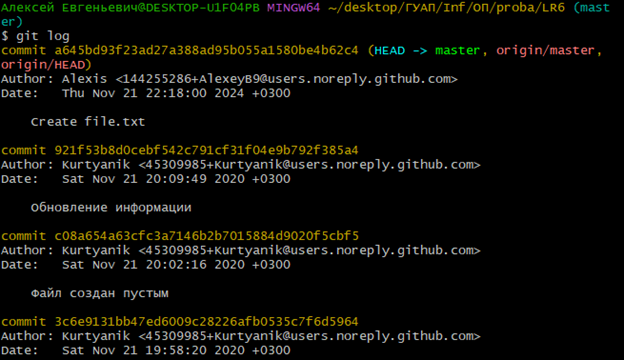 Алексей Евгеньевич@DESKTOP-U1FO4PB MINGW64 ~/desktop/ГУАП/Inf/ОП/proba/LR6 (mast
er)
$ git log
commit a645bd93f23ad27a388ad95b055a1580be4b62c4 (HEAD -> master, origin/master,
origin/HEAD)
Author: Alexis <144255286+AlexeyB9@users.noreply.github.com>
Date:   Thu Nov 21 22:18:00 2024 +0300
    Create file.txt
commit 921f53b8d0cebf542c791cf31f04e9b792f385a4
Author: Kurtyanik <45309985+Kurtyanik@users.noreply.github.com>
Date:   Sat Nov 21 20:09:49 2020 +0300
    Обновление информации
commit c08a654a63cfc3a7146b2b7015884d9020f5cbf5
Author: Kurtyanik <45309985+Kurtyanik@users.noreply.github.com>
Date:   Sat Nov 21 20:02:16 2020 +0300
    Файл создан пустым
commit 3c6e9131bb47ed6009c28226afb0535c7f6d5964
Author: Kurtyanik <45309985+Kurtyanik@users.noreply.github.com>
Date:   Sat Nov 21 19:58:20 2020 +0300